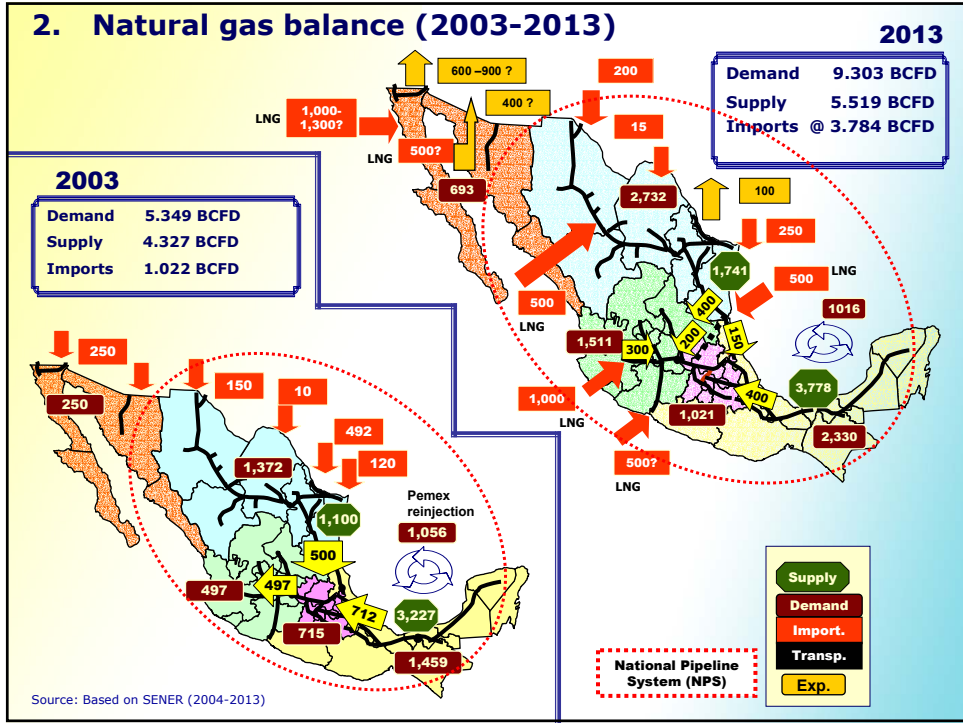 2. Natural gas balance (2003-2013)
2013
Demand 9.303 BCFD
Supply 5.519 BCFD
Imports @ 3.784 BCFD
600 –900 ?
200
400 ?
LNG
1,000-
1,300?
15
LNG
500?
693
2,732
100
250
1,741
500
LNG
500
LNG
400
1016
150
200
1,511
300
3,778
1,000
LNG
400
1,021
2,330
500?
LNG
2003
Demand 5.349 BCFD
Supply 4.327 BCFD
Imports 1.022 BCFD
250
150
10
250
492
120
1,372
Pemex
reinjection
1,056
1,100
500
497
497
712
3,227
715
1,459
Supply
Demand
Import.
Transp.
Exp.
National Pipeline
System (NPS)
Source: Based on SENER (2004-2013)